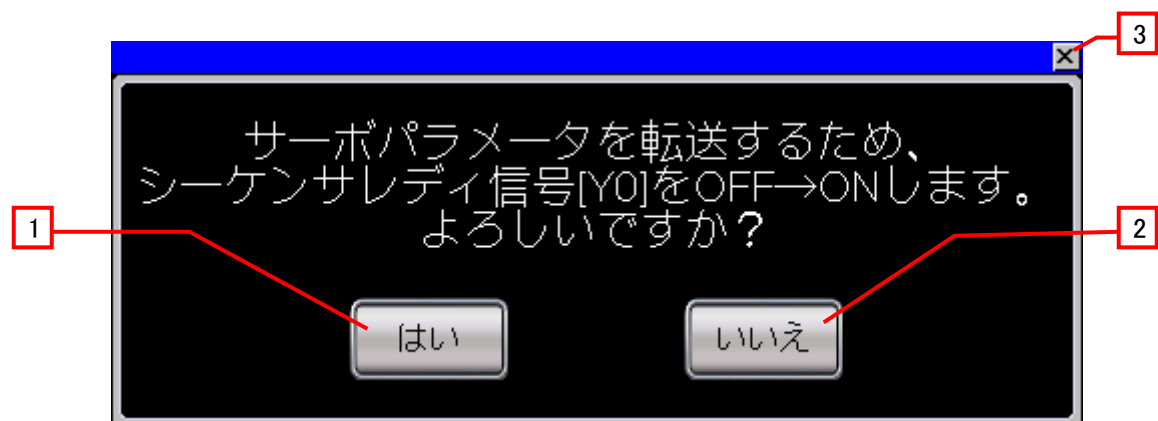 3
×
サーボパラメータを転送するため、
シーケンサレディ信号[Y0]をOFF→ONします。
よろしいですか？
1
2
はい
いいえ